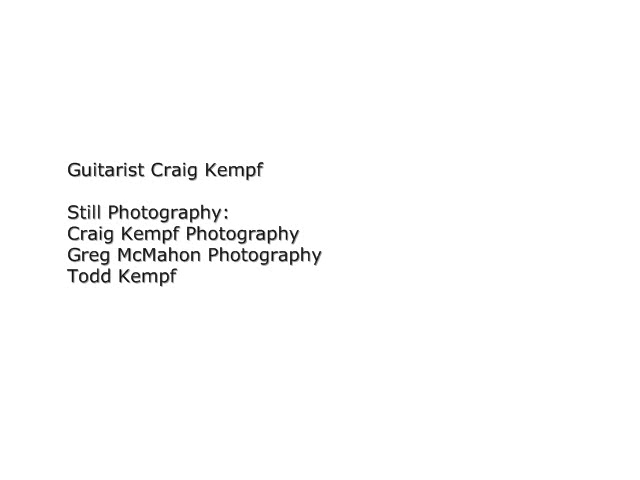 Guitarist Craig Kempf
Still Photography:
Craig Kempf Photography
Greg McMahon Photography
Todd Kempf